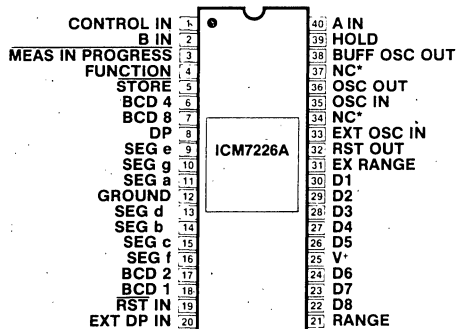 CONTROL IN 1 40 A IN
B IN 2 39 HOLD
MEAS IN PROGRESS 3 38 BUFF OSC OUT
FUNCTION 4 37 NC*
STORE 5 36 OSC OUT
BCD 4 6 35 OSC IN
BCD 8 7 34 NC*
DP 8 33 EXT OSC IN
SEG e 9 32 RST OUT
SEG g 10 ICM7226A 31 EX RANGE
SEG a 11 30 D1
GROUND 12 29 D2
SEG d 13 28 D3
SEG b 14 27 D4
SEG c 15 26 D5
SEG f 16 25 V+
BCD 2 17 24 D6
BCD 1 18 23 D7
RST IN 19 22 D8
EXT DP IN 20 21 RANGE